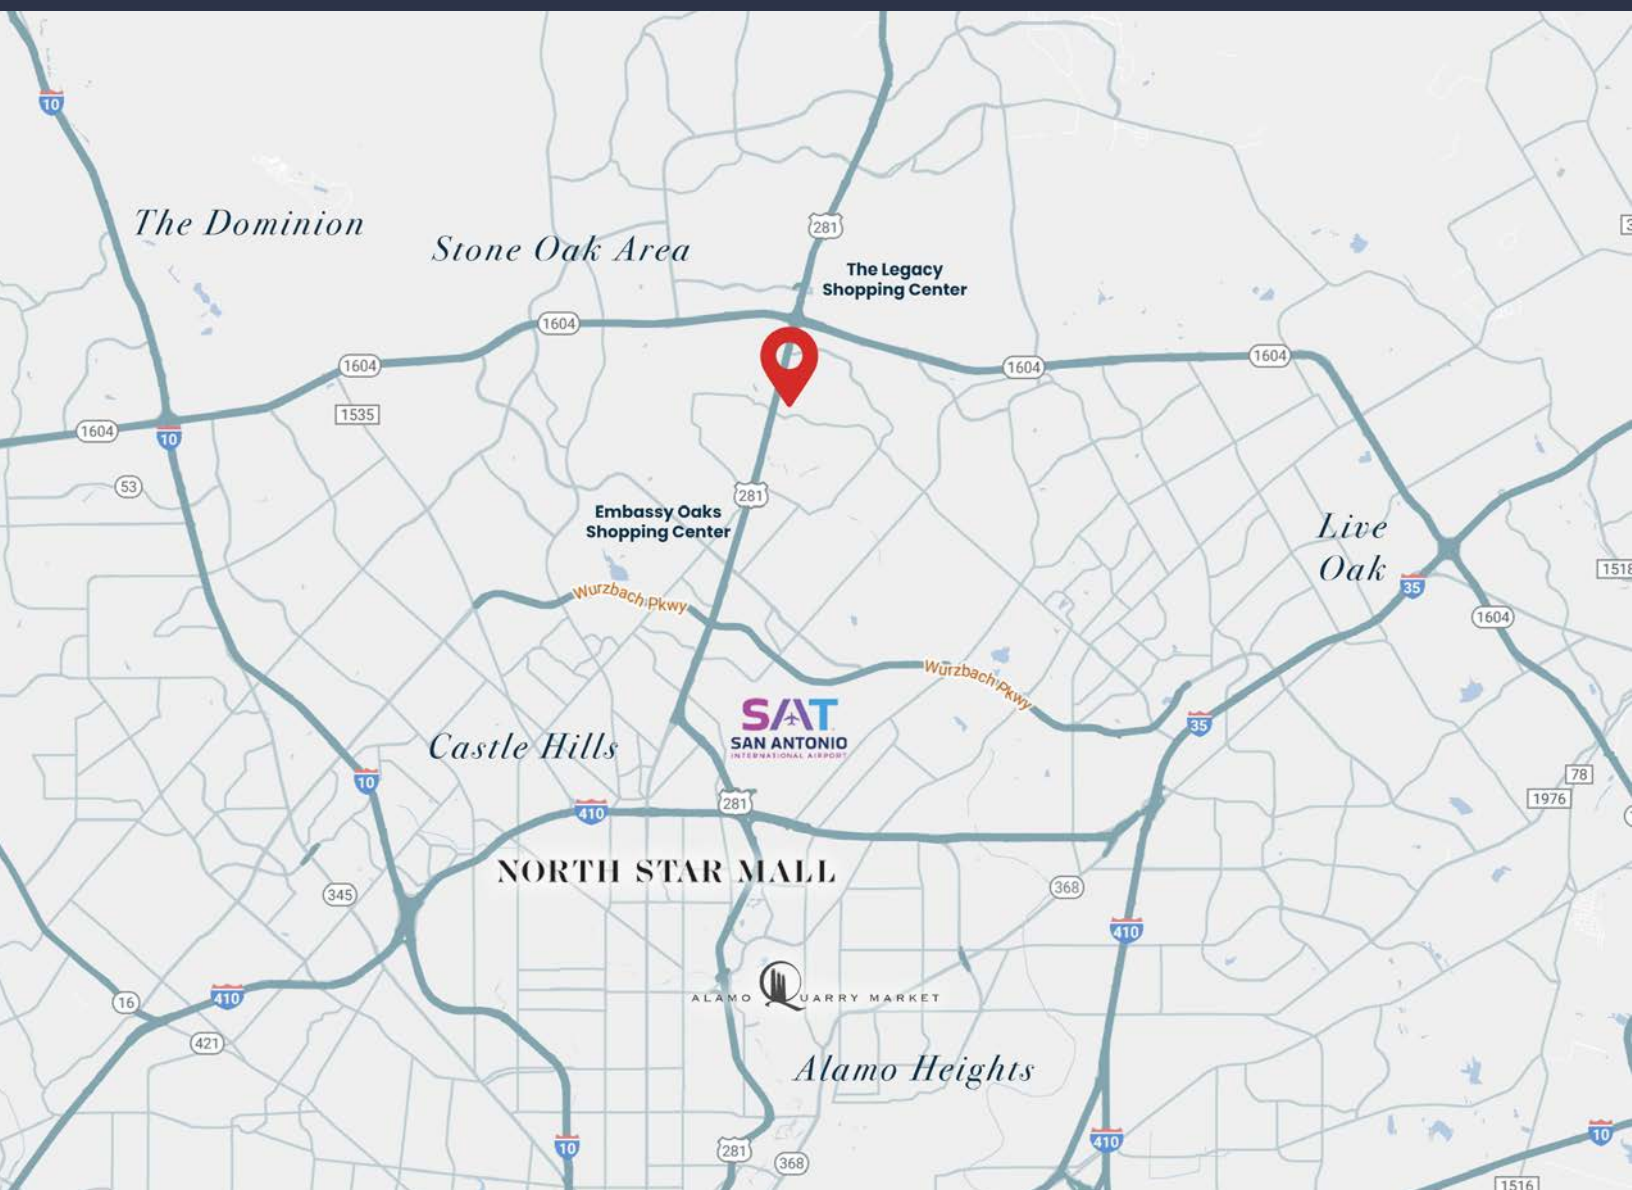 10
The Dominion
281
Stone Oak Area
The Legacy
Shopping Center
1604
1604
1604
1604
1535
1604
10
53
281
Embassy Oaks
Shopping Center
Live
Oak
1518
35
Wurzbach Pkwy
1604
Wurzbach Pkwy
SAT
SAN ANTONIO
INTERNATIONAL AIRPORT
35
Castle Hills
10
78
1976
281
410
NORTH STAR MALL
345
368
410
ALAMO QUARRY MARKET
16
410
421
Alamo Heights
10
281
368
410
10
1516